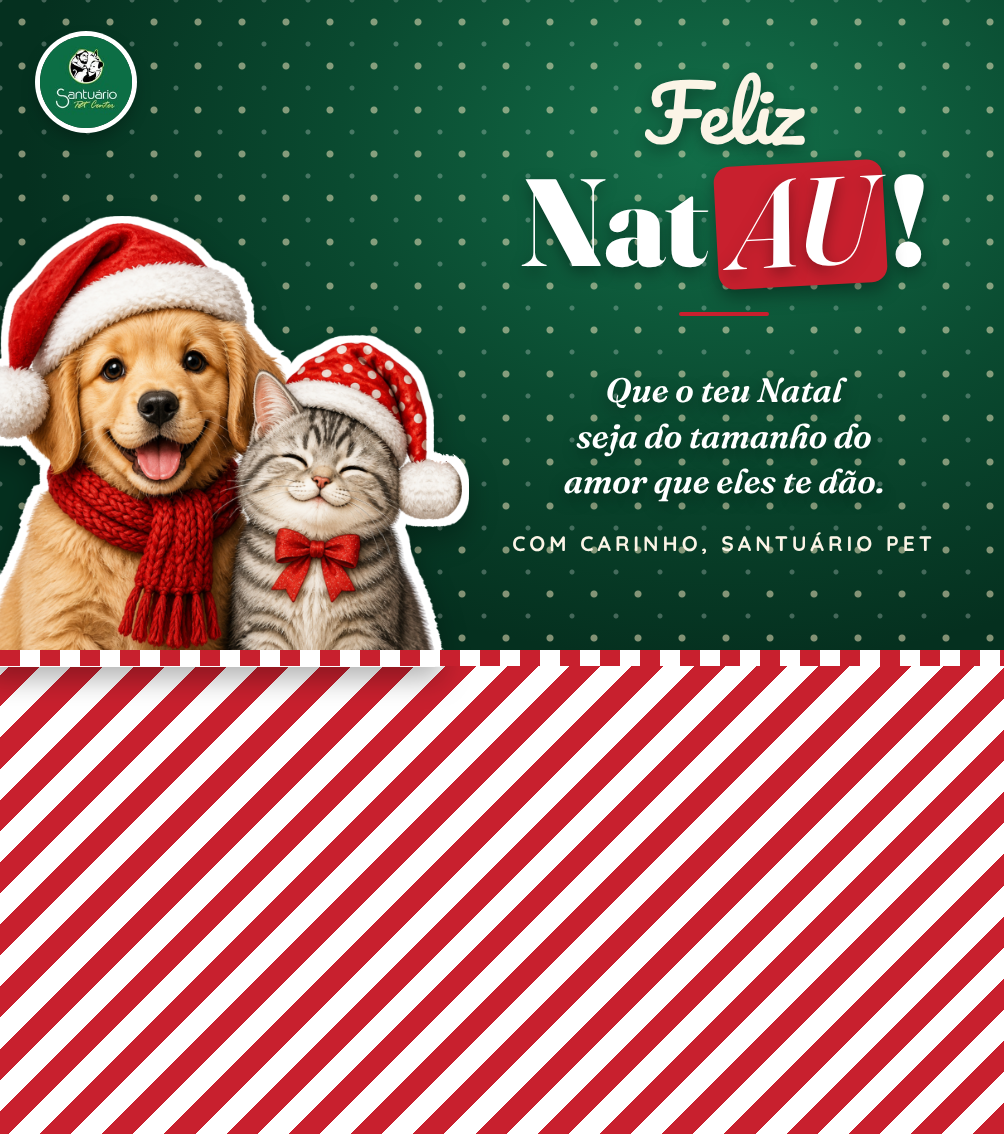 Santuário
Pet Center
Feliz
NatAU!
Que o teu Natal
seja do tamanho do
amor que eles te dão.
COM CARINHO, SANTUÁRIO PET